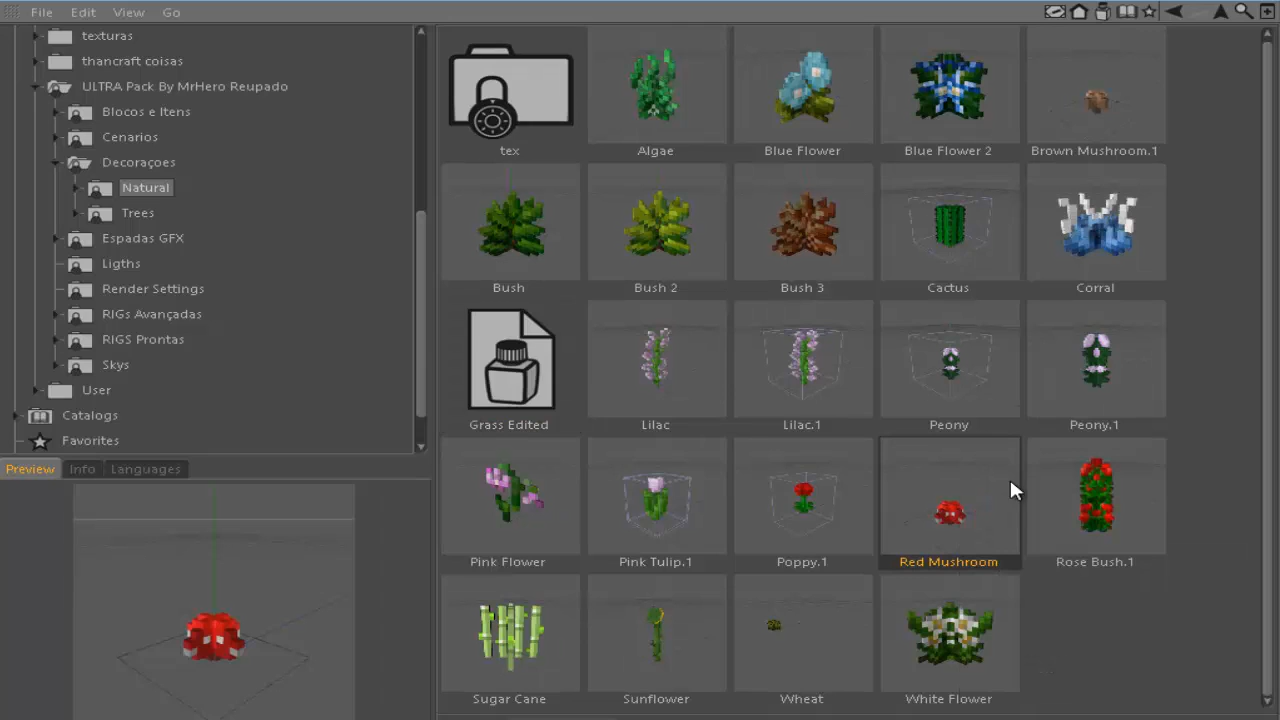 File Edit View Go
texturas
thancraft coisas
ULTRA Pack By MrHero Reupado
Blocos e Itens
Cenarios
Decoraçoes
Natural
Trees
Espadas GFX
Ligths
Render Settings
RIGs Avançadas
RIGS Prontas
Skys
User
Catalogs
Favorites
Preview Info Languages
tex Algae Blue Flower Blue Flower 2 Brown Mushroom.1
Bush Bush 2 Bush 3 Cactus Corral
Grass Edited Lilac Lilac.1 Peony Peony.1
Pink Flower Pink Tulip.1 Poppy.1 Red Mushroom Rose Bush.1
Sugar Cane Sunflower Wheat White Flower